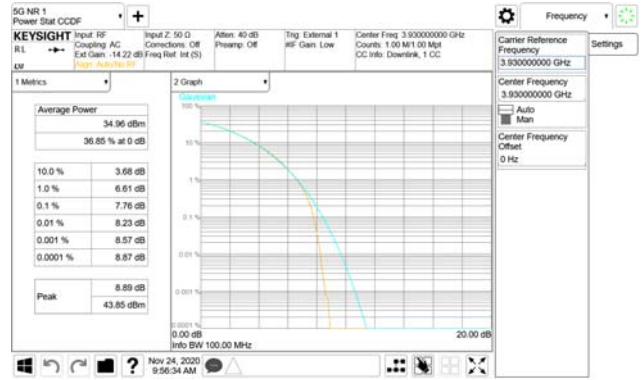 5G NR 1
Power Stat CCDF
Frequency
KEYSIGHT
RL
Input: RF
Coupling: AC
Ext Gain: -14.22 dB
Align: Auto/No RF
Input Z: 50 Ω
Corrections: Off
Freq Ref: Int (S)
Atten: 40 dB
Preamp: Off
Trig: External 1
#IF Gain: Low
Center Freq: 3.930000000 GHz
Counts: 1.00 M/1.00 Mpt
CC Info: Downlink, 1 CC
Carrier Reference
Frequency
3.930000000 GHz
Settings
Center Frequency
3.930000000 GHz
Auto
Man
Center Frequency
Offset
0 Hz
1 Metrics
Average Power
34.96 dBm
36.85 % at 0 dB
10.0 % 3.68 dB
1.0 % 6.61 dB
0.1 % 7.76 dB
0.01 % 8.23 dB
0.001 % 8.57 dB
0.0001 % 8.87 dB
Peak
8.89 dB
43.85 dBm
2 Graph
Gaussian
100 %
10 %
1 %
0.1 %
0.01 %
0.001 %
0.0001 %
0.00 dB
20.00 dB
Info BW 100.00 MHz
Nov 24, 2020
9:56:34 AM